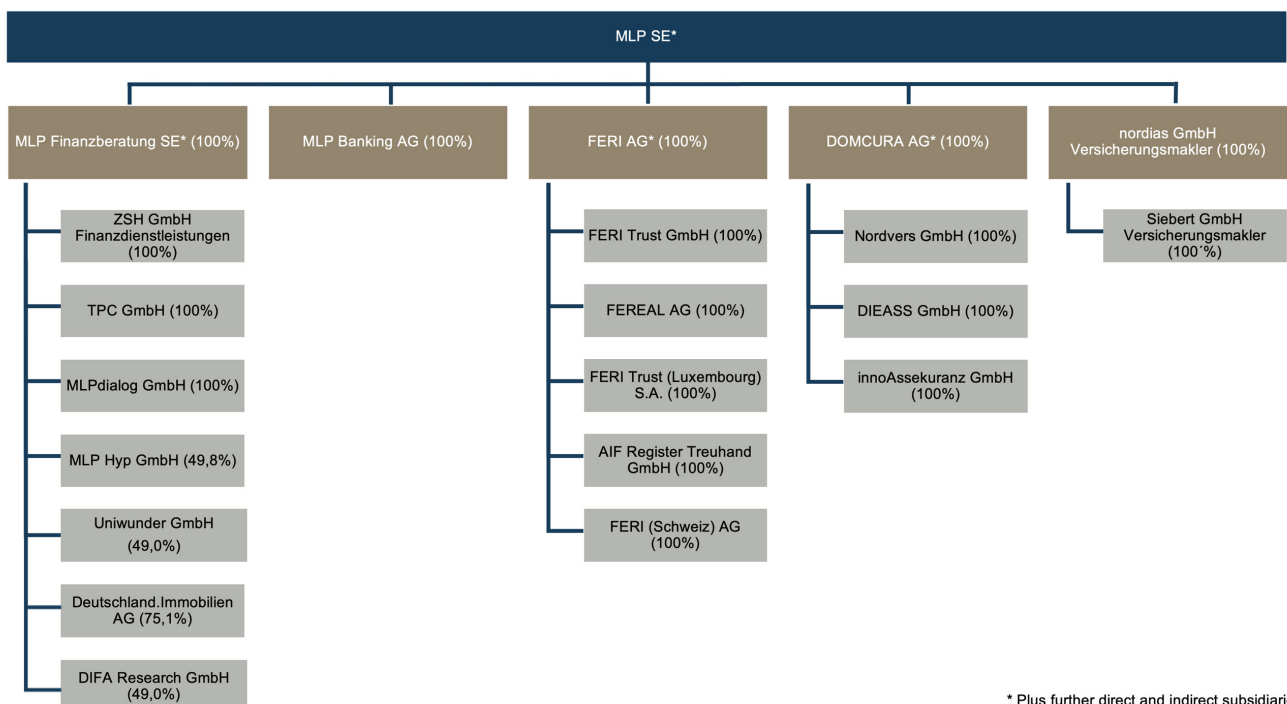 MLP SE*
MLP Finanzberatung SE* (100%)
MLP Banking AG (100%)
FERI AG* (100%)
DOMCURA AG* (100%)
nordias GmbH
Versicherungsmakler (100%)
ZSH GmbH
Finanzdienstleistungen
(100%)
TPC GmbH (100%)
MLPdialog GmbH (100%)
MLP Hyp GmbH (49,8%)
Uniwunder GmbH
(49,0%)
Deutschland.Immobilien
AG (75,1%)
DIFA Research GmbH
(49,0%)
FERI Trust GmbH (100%)
FEREAL AG (100%)
FERI Trust (Luxembourg)
S.A. (100%)
AIF Register Treuhand
GmbH (100%)
FERI (Schweiz) AG
(100%)
Nordvers GmbH (100%)
DIEASS GmbH (100%)
innoAssekuranz GmbH
(100%)
Siebert GmbH
Versicherungsmakler
(100´%)
* Plus further direct and indirect